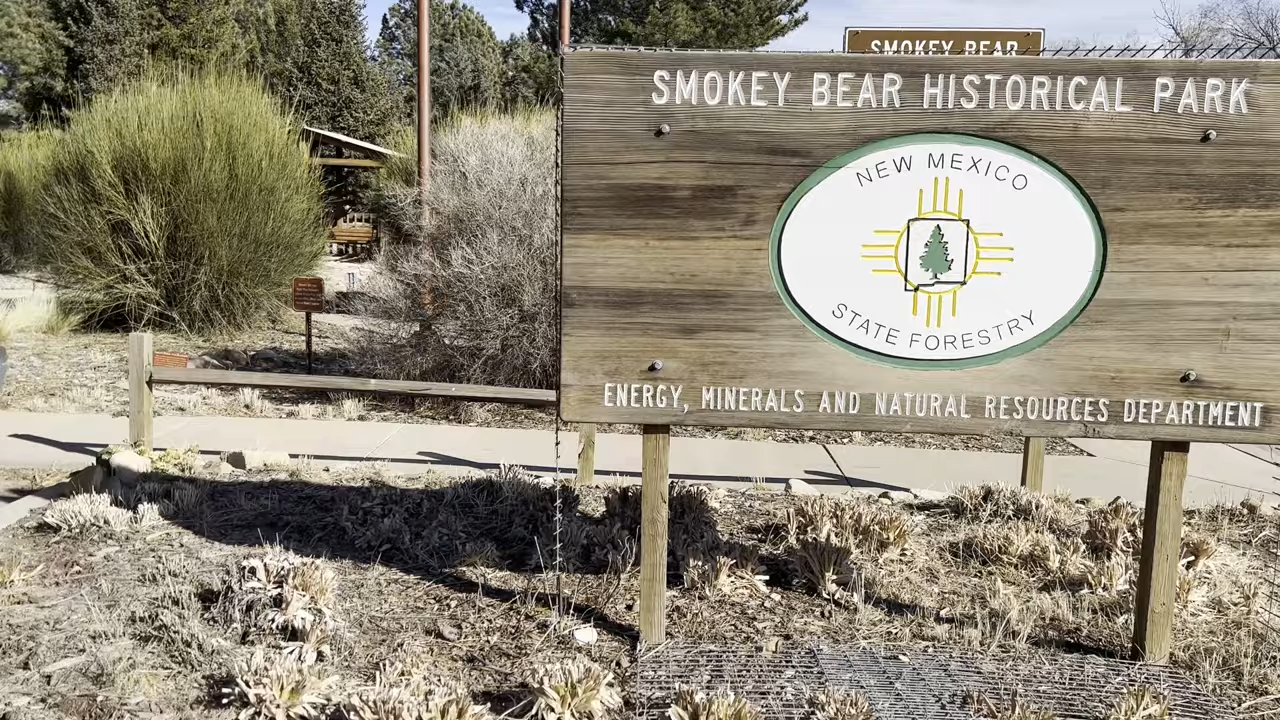 SMOKEY BEAR
SMOKEY BEAR HISTORICAL PARK
NEW MEXICO
STATE FORESTRY
ENERGY, MINERALS AND NATURAL RESOURCES DEPARTMENT